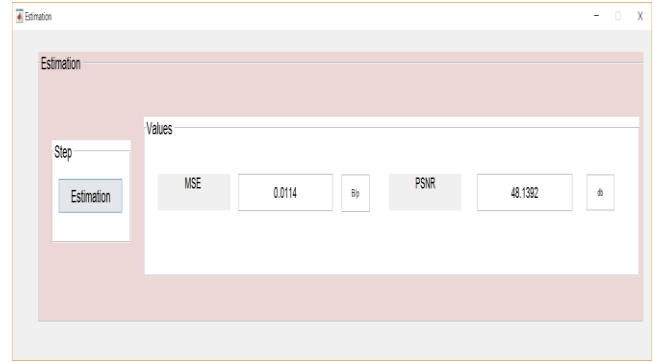 Estimation
Estimation
Values
Step
Estimation
MSE
0.0114
B/p
PSNR
48.1392
db